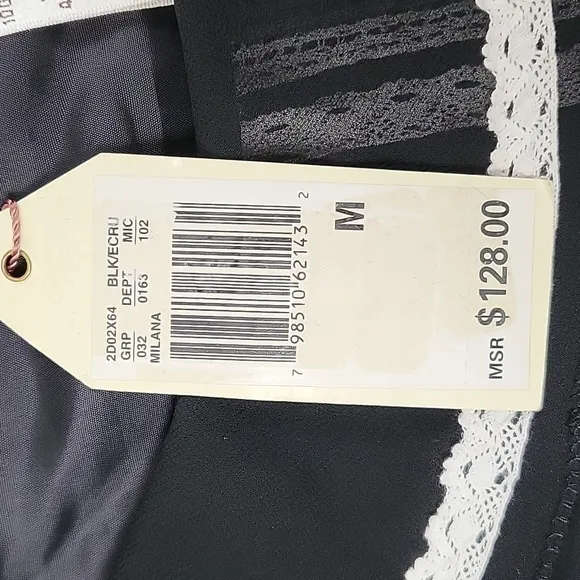 2D02X64 BLK/ECRU
GRP DEPT MIC
032 0163 102
MILANA
7 98510 62143 2
M
MSR $128.00